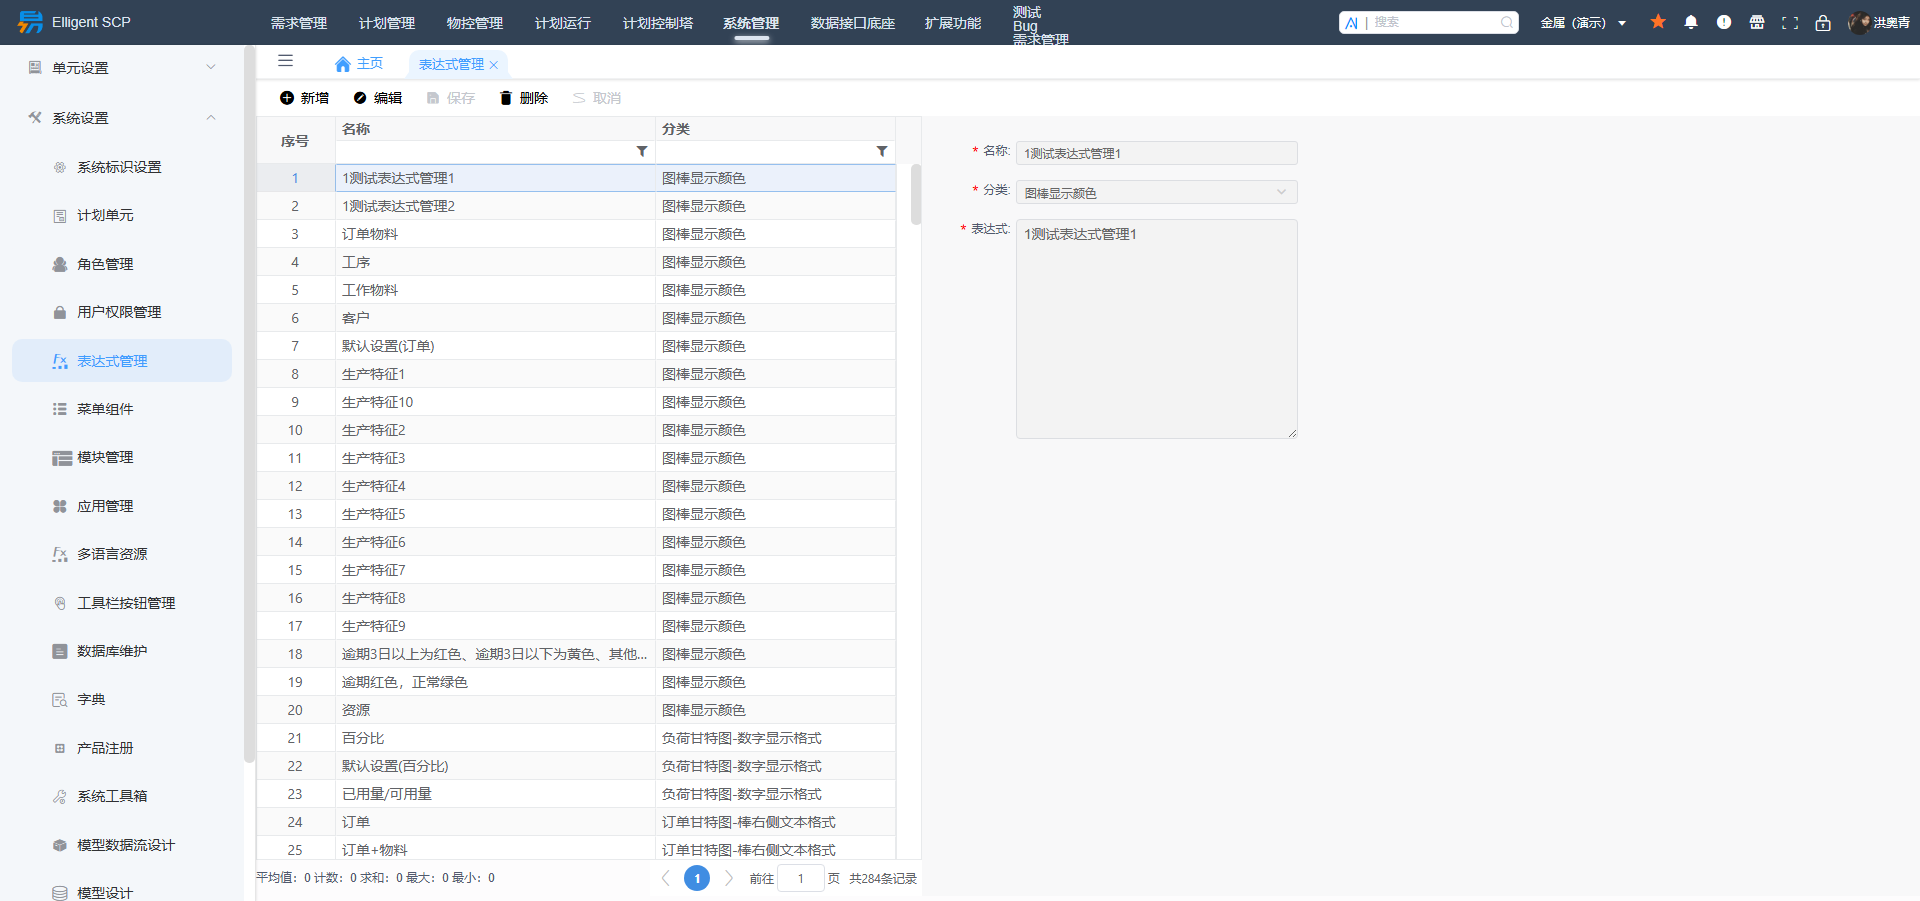 Elligent SCP
需求管理 计划管理 物控管理 计划运行 计划控制塔 系统管理 数据接口底座 扩展功能
测试
Bug
需求管理
AI | 搜索
金属（演示）
洪奥青
单元设置
系统设置
系统标识设置
计划单元
角色管理
用户权限管理
表达式管理
菜单组件
模块管理
应用管理
多语言资源
工具栏按钮管理
数据库维护
字典
产品注册
系统工具箱
模型数据流设计
模型设计
主页 表达式管理
新增 编辑 保存 删除 取消
序号 名称 分类
1 1测试表达式管理1 图棒显示颜色
2 1测试表达式管理2 图棒显示颜色
3 订单物料 图棒显示颜色
4 工序 图棒显示颜色
5 工作物料 图棒显示颜色
6 客户 图棒显示颜色
7 默认设置(订单) 图棒显示颜色
8 生产特征1 图棒显示颜色
9 生产特征10 图棒显示颜色
10 生产特征2 图棒显示颜色
11 生产特征3 图棒显示颜色
12 生产特征4 图棒显示颜色
13 生产特征5 图棒显示颜色
14 生产特征6 图棒显示颜色
15 生产特征7 图棒显示颜色
16 生产特征8 图棒显示颜色
17 生产特征9 图棒显示颜色
18 逾期3日以上为红色、逾期3日以下为黄色、其他... 图棒显示颜色
19 逾期红色，正常绿色 图棒显示颜色
20 资源 图棒显示颜色
21 百分比 负荷甘特图-数字显示格式
22 默认设置(百分比) 负荷甘特图-数字显示格式
23 已用量/可用量 负荷甘特图-数字显示格式
24 订单 订单甘特图-棒右侧文本格式
25 订单+物料 订单甘特图-棒右侧文本格式
平均值：0 计数：0 求和：0 最大：0 最小：0
1 前往 1 页 共284条记录
* 名称: 1测试表达式管理1
* 分类: 图棒显示颜色
* 表达式: 1测试表达式管理1